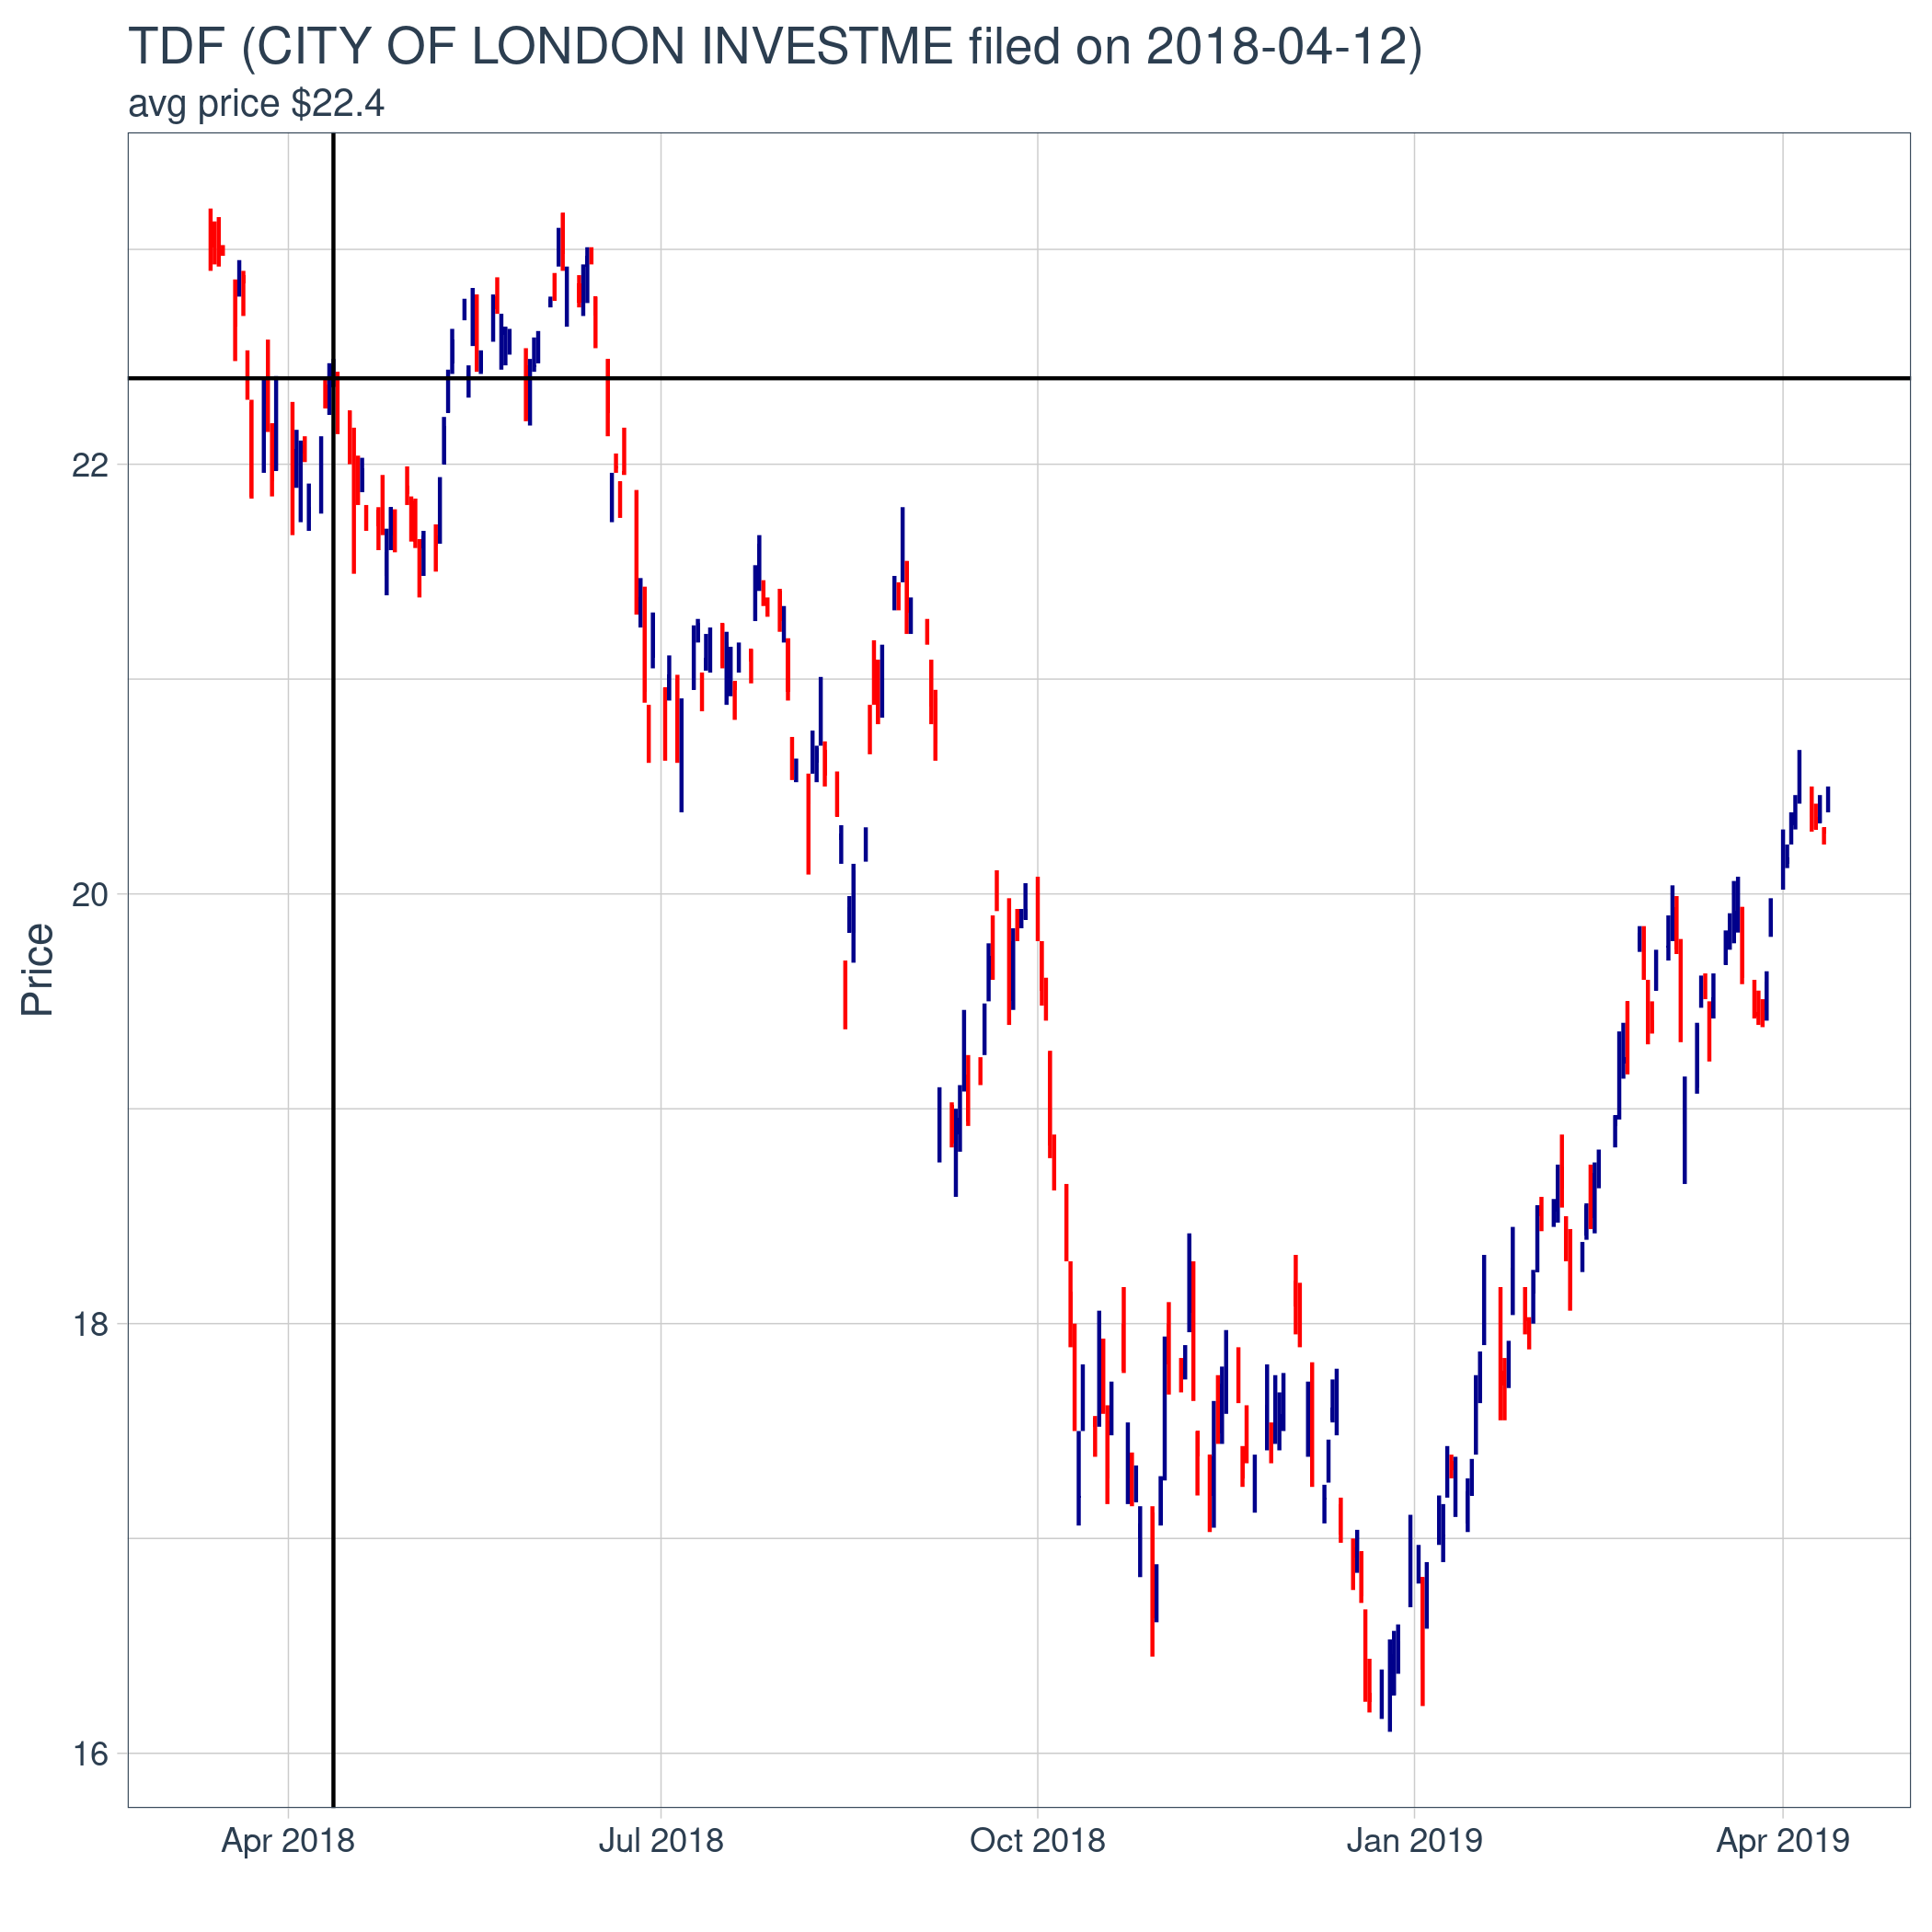 TDF (CITY OF LONDON INVESTME filed on 2018-04-12)
avg price $22.4
22
20
18
16
Price
Apr 2018
Jul 2018
Oct 2018
Jan 2019
Apr 2019